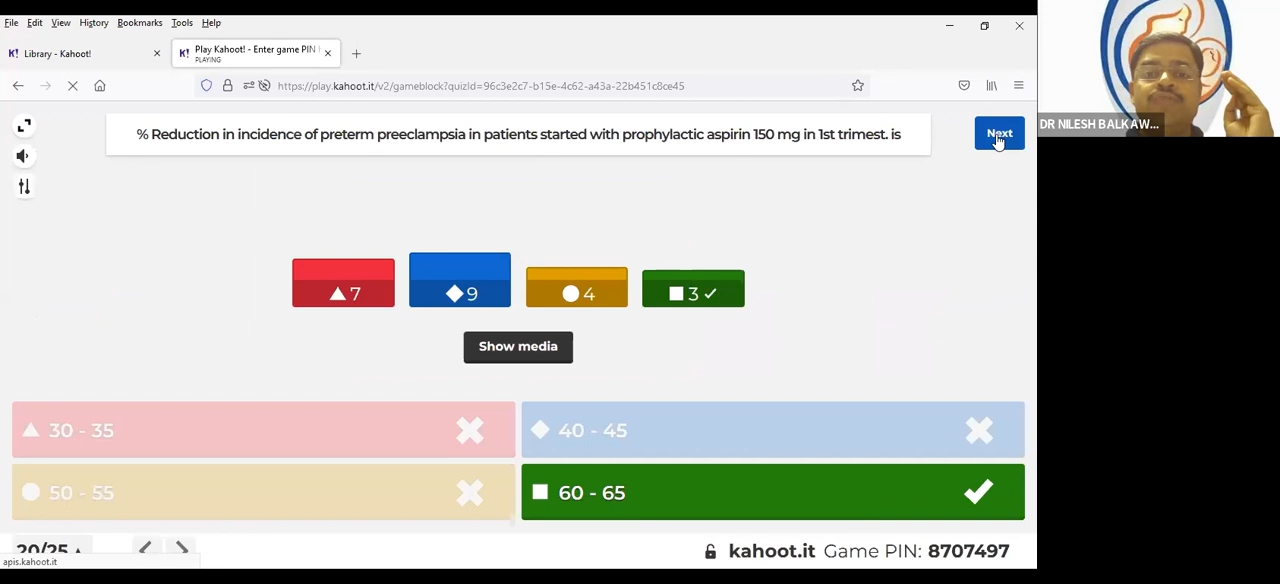 File Edit View History Bookmarks Tools Help
Library - Kahoot!
Play Kahoot! - Enter game PIN
PLAYING
https://play.kahoot.it/v2/gameblock?quizId=96c3e2c7-b15e-4c62-a43a-22b451c8ce45
DR NILESH BALKAW...
% Reduction in incidence of preterm preeclampsia in patients started with prophylactic aspirin 150 mg in 1st trimest. is
Next
7 9 4 3
Show media
30 - 35
40 - 45
50 - 55
60 - 65
20/25
kahoot.it Game PIN: 8707497
apis.kahoot.it